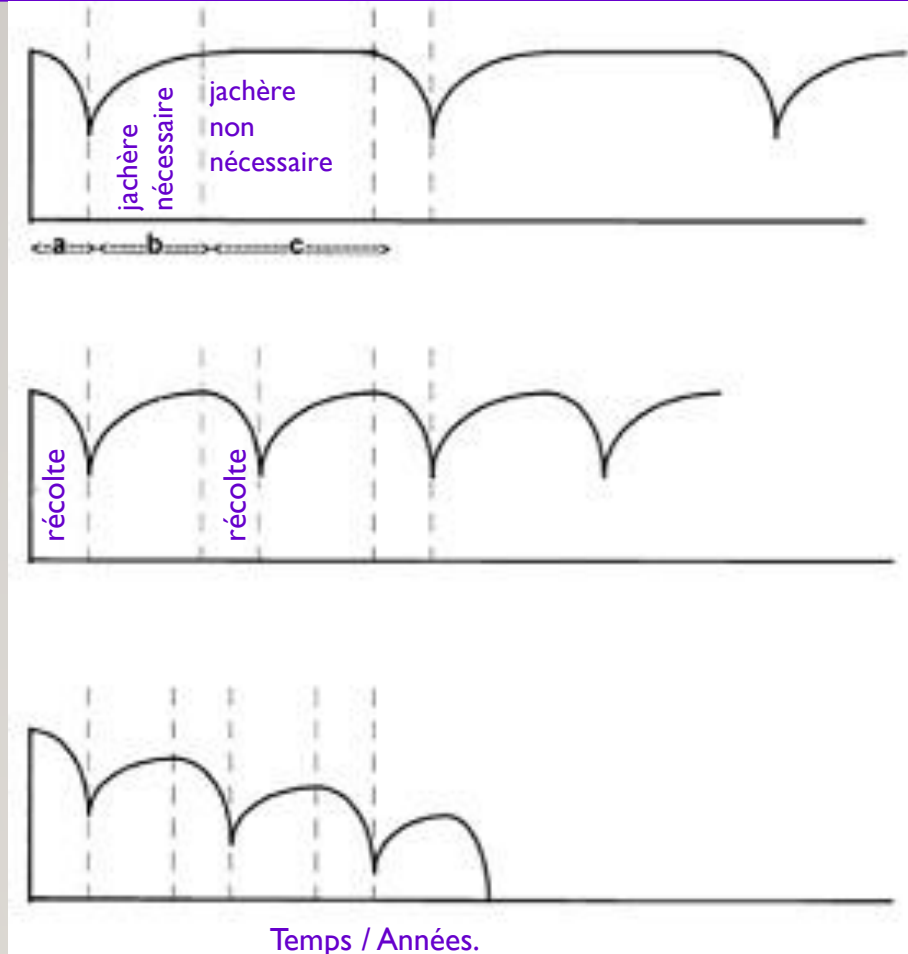 jachère
nécessaire
jachère
non
nécessaire
a
b
c
récolte
récolte
Temps / Années.